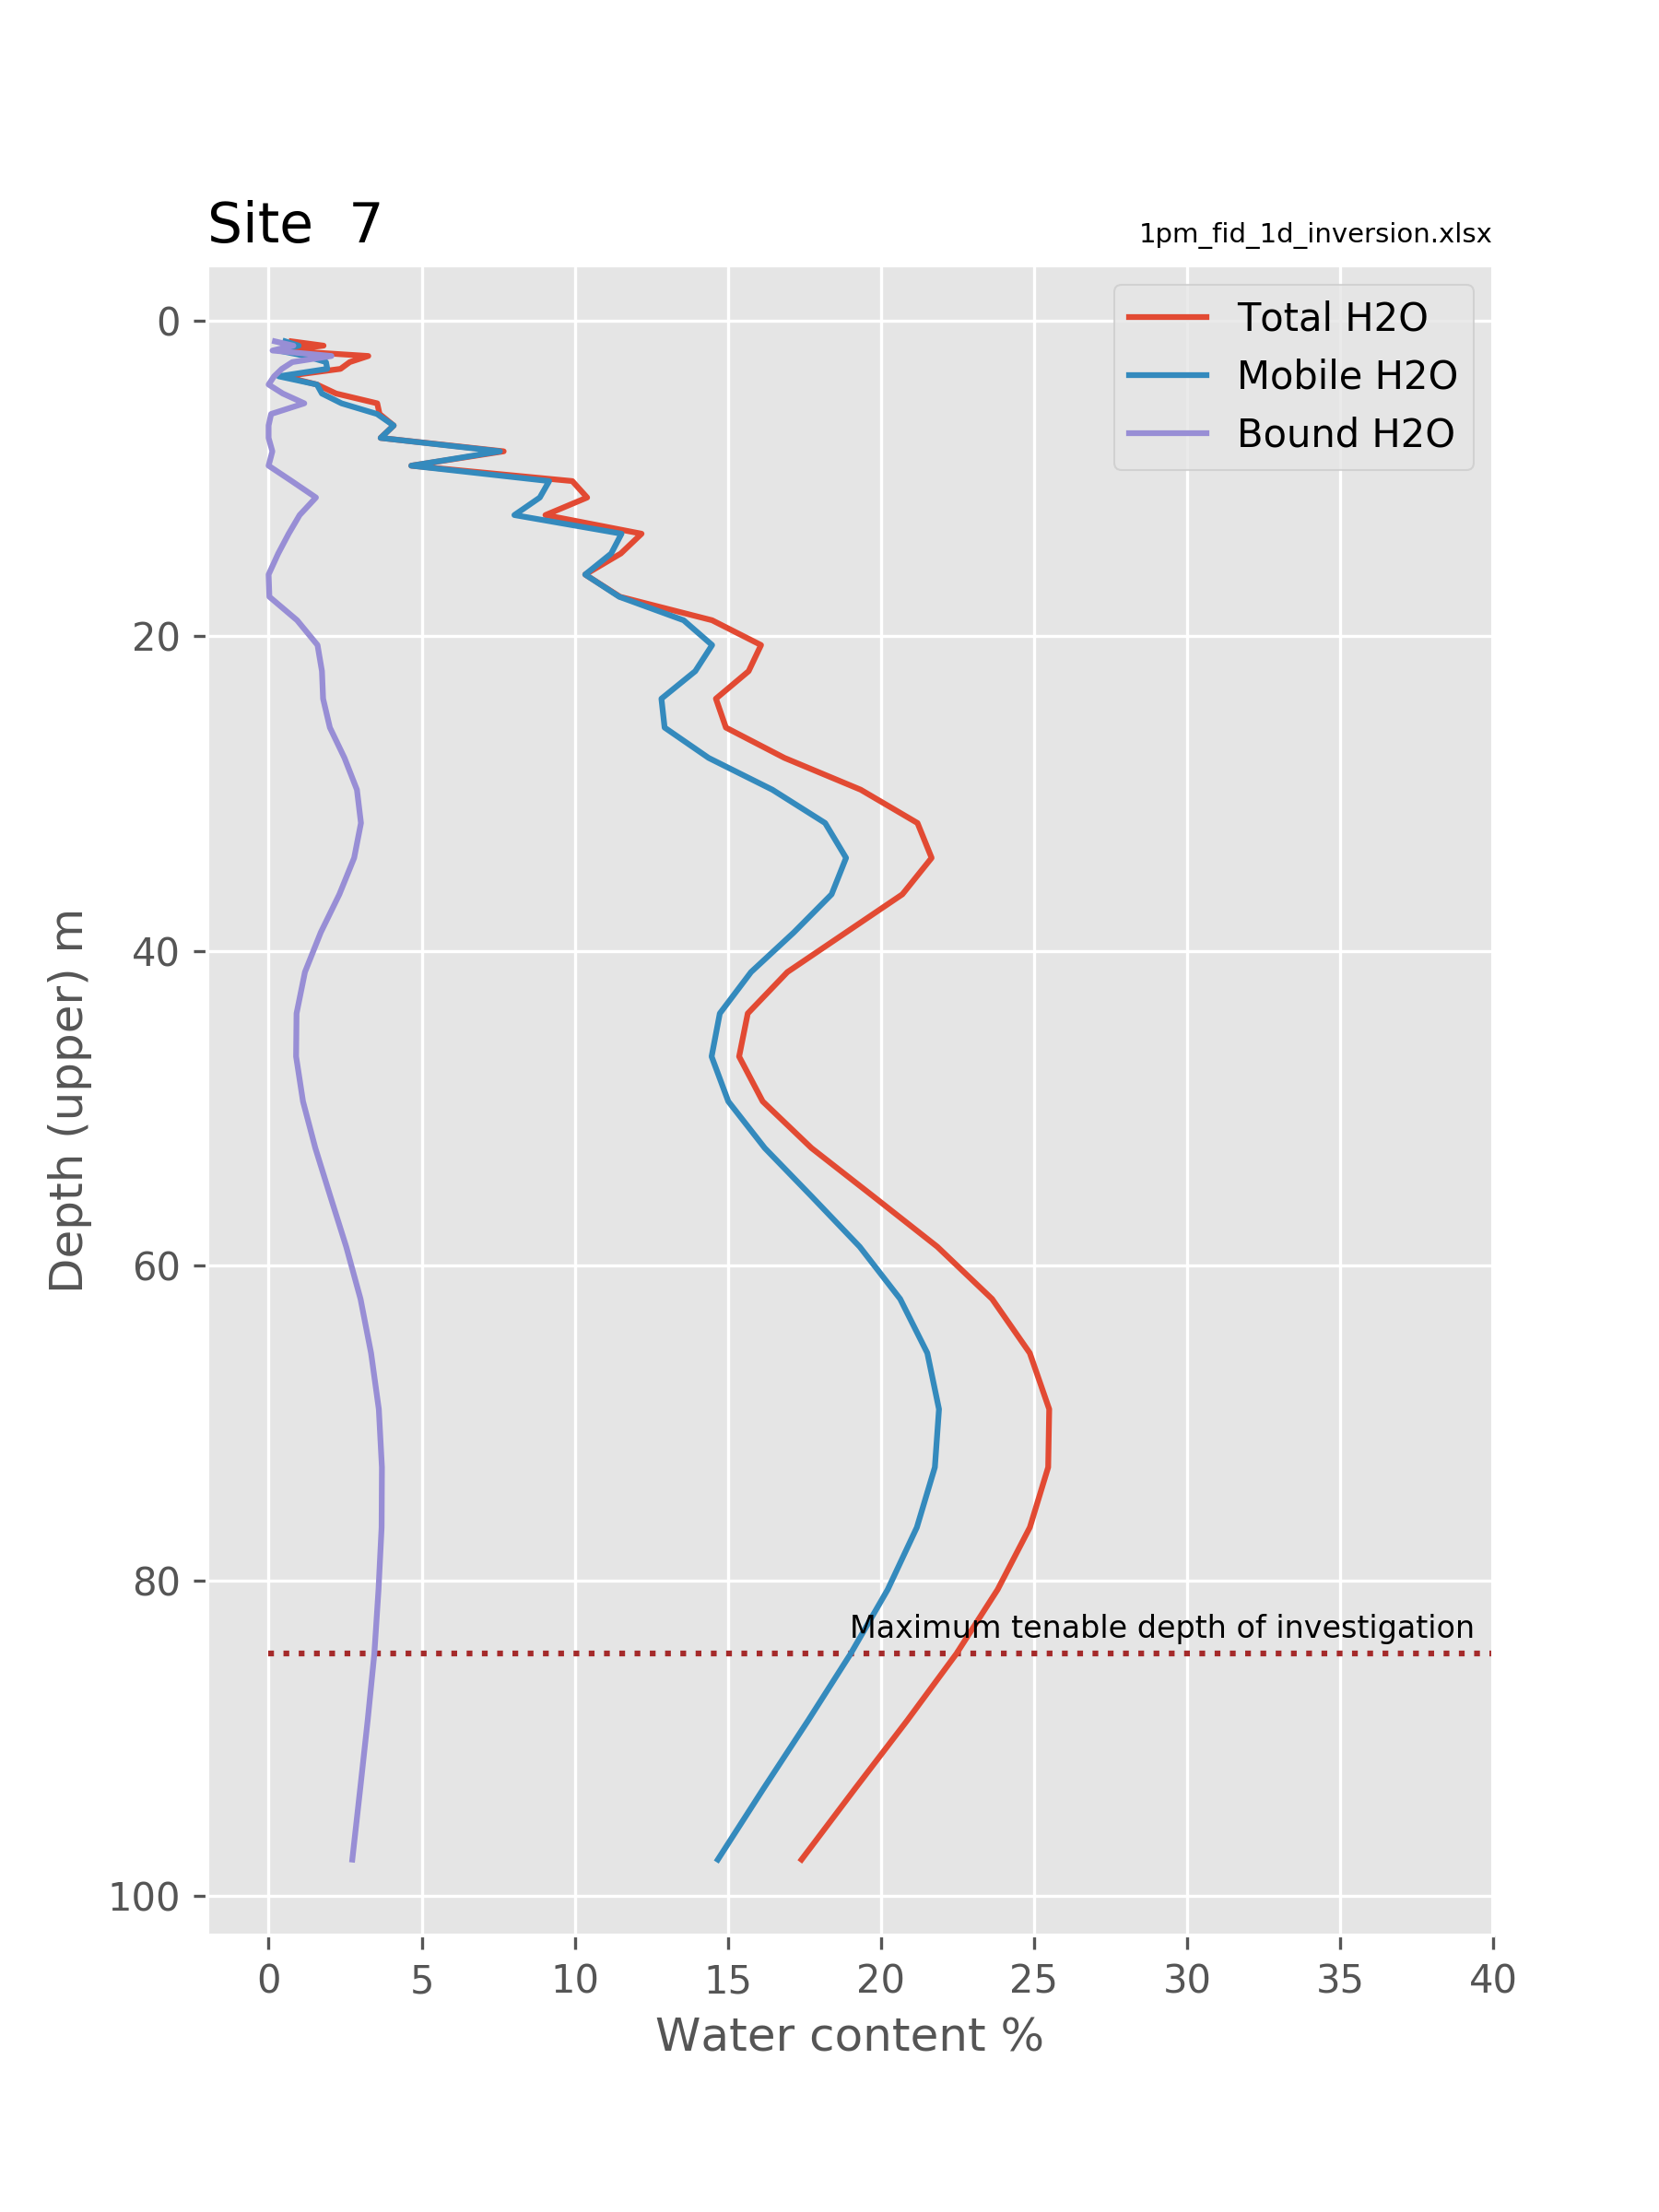 Site 7
1pm_fid_1d_inversion.xlsx
Total H2O
Mobile H2O
Bound H2O
0
20
40
60
80
100
Depth (upper) m
Maximum tenable depth of investigation
0 5 10 15 20 25 30 35 40
Water content %